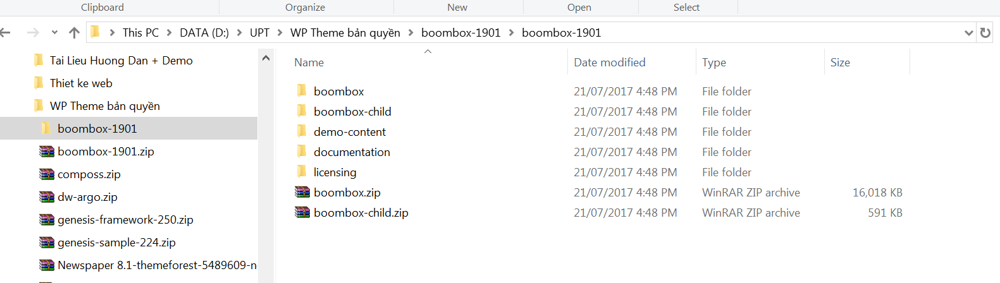 Clipboard Organize New Open Select
This PC DATA (D:) UPT WP Theme bản quyền boombox-1901 boombox-1901
Tai Lieu Huong Dan + Demo
Thiet ke web
WP Theme bản quyền
boombox-1901
boombox-1901.zip
composs.zip
dw-argo.zip
genesis-framework-250.zip
genesis-sample-224.zip
Newspaper 8.1-themeforest-5489609-n
Name Date modified Type Size
boombox 21/07/2017 4:48 PM File folder
boombox-child 21/07/2017 4:48 PM File folder
demo-content 21/07/2017 4:48 PM File folder
documentation 21/07/2017 4:48 PM File folder
licensing 21/07/2017 4:48 PM File folder
boombox.zip 21/07/2017 4:48 PM WinRAR ZIP archive 16,018 KB
boombox-child.zip 21/07/2017 4:48 PM WinRAR ZIP archive 591 KB